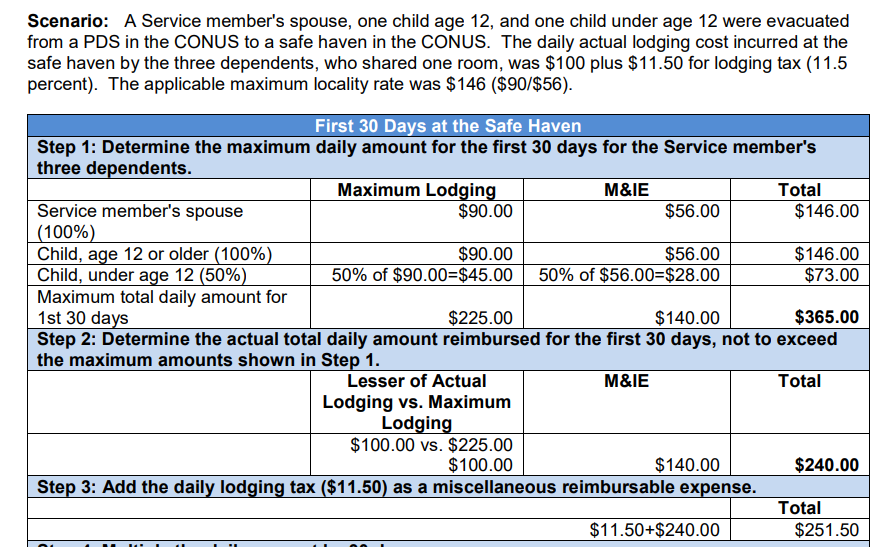 Scenario: A Service member's spouse, one child age 12, and one child under age 12 were evacuated
from a PDS in the CONUS to a safe haven in the CONUS. The daily actual lodging cost incurred at the
safe haven by the three dependents, who shared one room, was $100 plus $11.50 for lodging tax (11.5
percent). The applicable maximum locality rate was $146 ($90/$56).
First 30 Days at the Safe Haven
Step 1: Determine the maximum daily amount for the first 30 days for the Service member's
three dependents.
Maximum Lodging M&IE Total
Service member's spouse $90.00 $56.00 $146.00
(100%)
Child, age 12 or older (100%) $90.00 $56.00 $146.00
Child, under age 12 (50%) 50% of $90.00=$45.00 50% of $56.00=$28.00 $73.00
Maximum total daily amount for
1st 30 days $225.00 $140.00 $365.00
Step 2: Determine the actual total daily amount reimbursed for the first 30 days, not to exceed
the maximum amounts shown in Step 1.
Lesser of Actual M&IE Total
Lodging vs. Maximum
Lodging
$100.00 vs. $225.00
$100.00 $140.00 $240.00
Step 3: Add the daily lodging tax ($11.50) as a miscellaneous reimbursable expense.
Total
$11.50+$240.00 $251.50